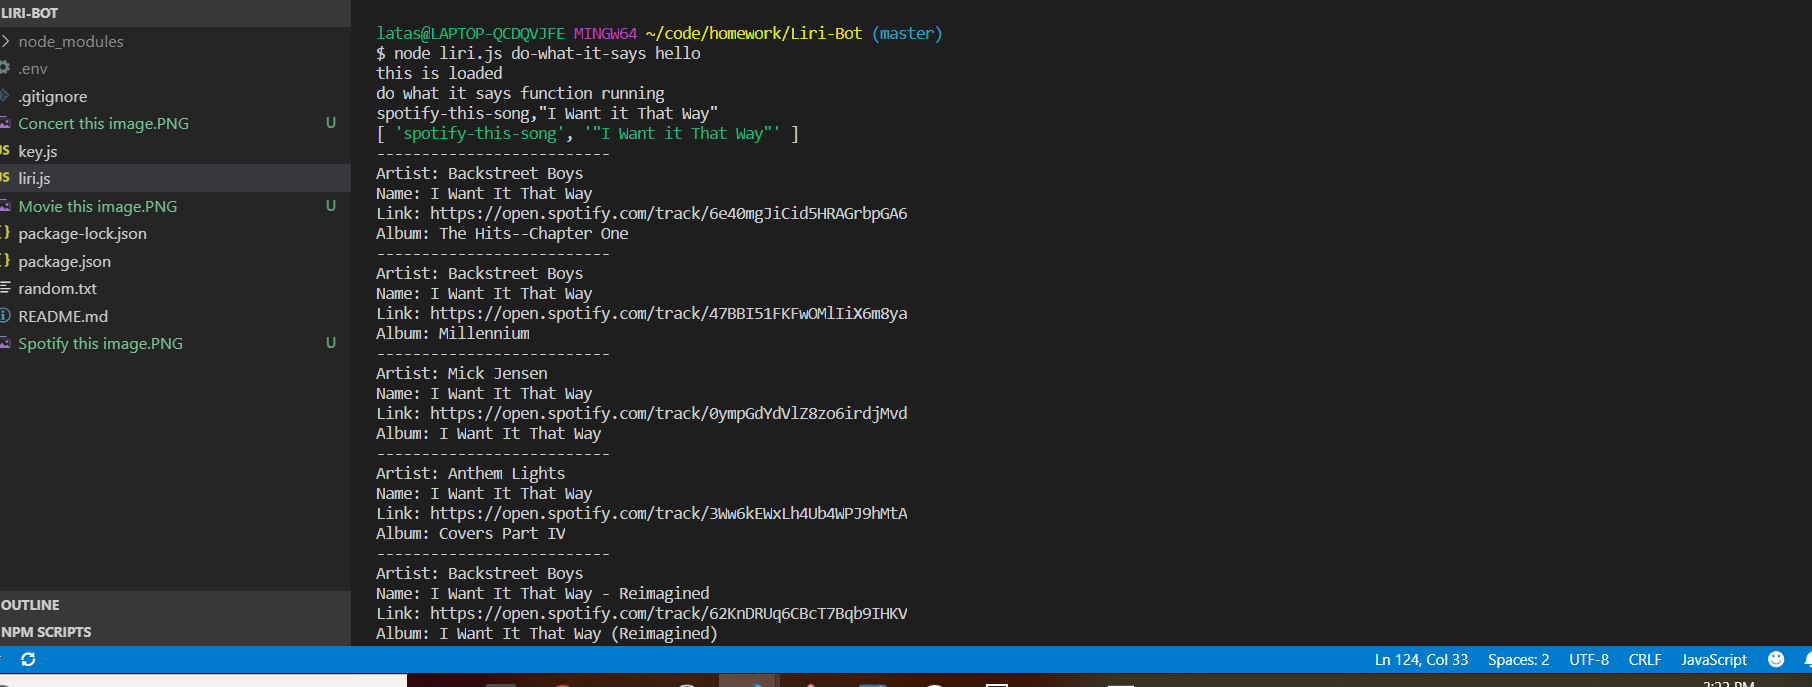 LIRI-BOT
node_modules
.env
.gitignore
Concert this image.PNG U
JS key.js
JS liri.js
Movie this image.PNG U
package-lock.json
package.json
random.txt
README.md
Spotify this image.PNG U
OUTLINE
NPM SCRIPTS
latas@LAPTOP-QCDQVJFE MINGW64 ~/code/homework/Liri-Bot (master)
$ node liri.js do-what-it-says hello
this is loaded
do what it says function running
spotify-this-song,"I Want it That Way"
[ 'spotify-this-song', '"I Want it That Way"' ]
--------------------------
Artist: Backstreet Boys
Name: I Want It That Way
Link: https://open.spotify.com/track/6e40mgJiCid5HRAGrbpGA6
Album: The Hits--Chapter One
--------------------------
Artist: Backstreet Boys
Name: I Want It That Way
Link: https://open.spotify.com/track/47BBI51FKFwOMlIiX6m8ya
Album: Millennium
--------------------------
Artist: Mick Jensen
Name: I Want It That Way
Link: https://open.spotify.com/track/0ympGdYdVlZ8zo6irdjMvd
Album: I Want It That Way
--------------------------
Artist: Anthem Lights
Name: I Want It That Way
Link: https://open.spotify.com/track/3Ww6kEWxLh4Ub4WPJ9hMtA
Album: Covers Part IV
--------------------------
Artist: Backstreet Boys
Name: I Want It That Way - Reimagined
Link: https://open.spotify.com/track/62KnDRUq6CBcT7Bqb9IHKV
Album: I Want It That Way (Reimagined)
Ln 124, Col 33 Spaces: 2 UTF-8 CRLF JavaScript
3:22 PM